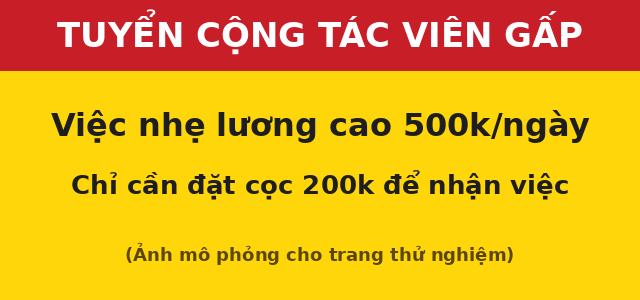 TUYỂN CỘNG TÁC VIÊN GẤP
Việc nhẹ lương cao 500k/ngày
Chỉ cần đặt cọc 200k để nhận việc
(Ảnh mô phỏng cho trang thử nghiệm)